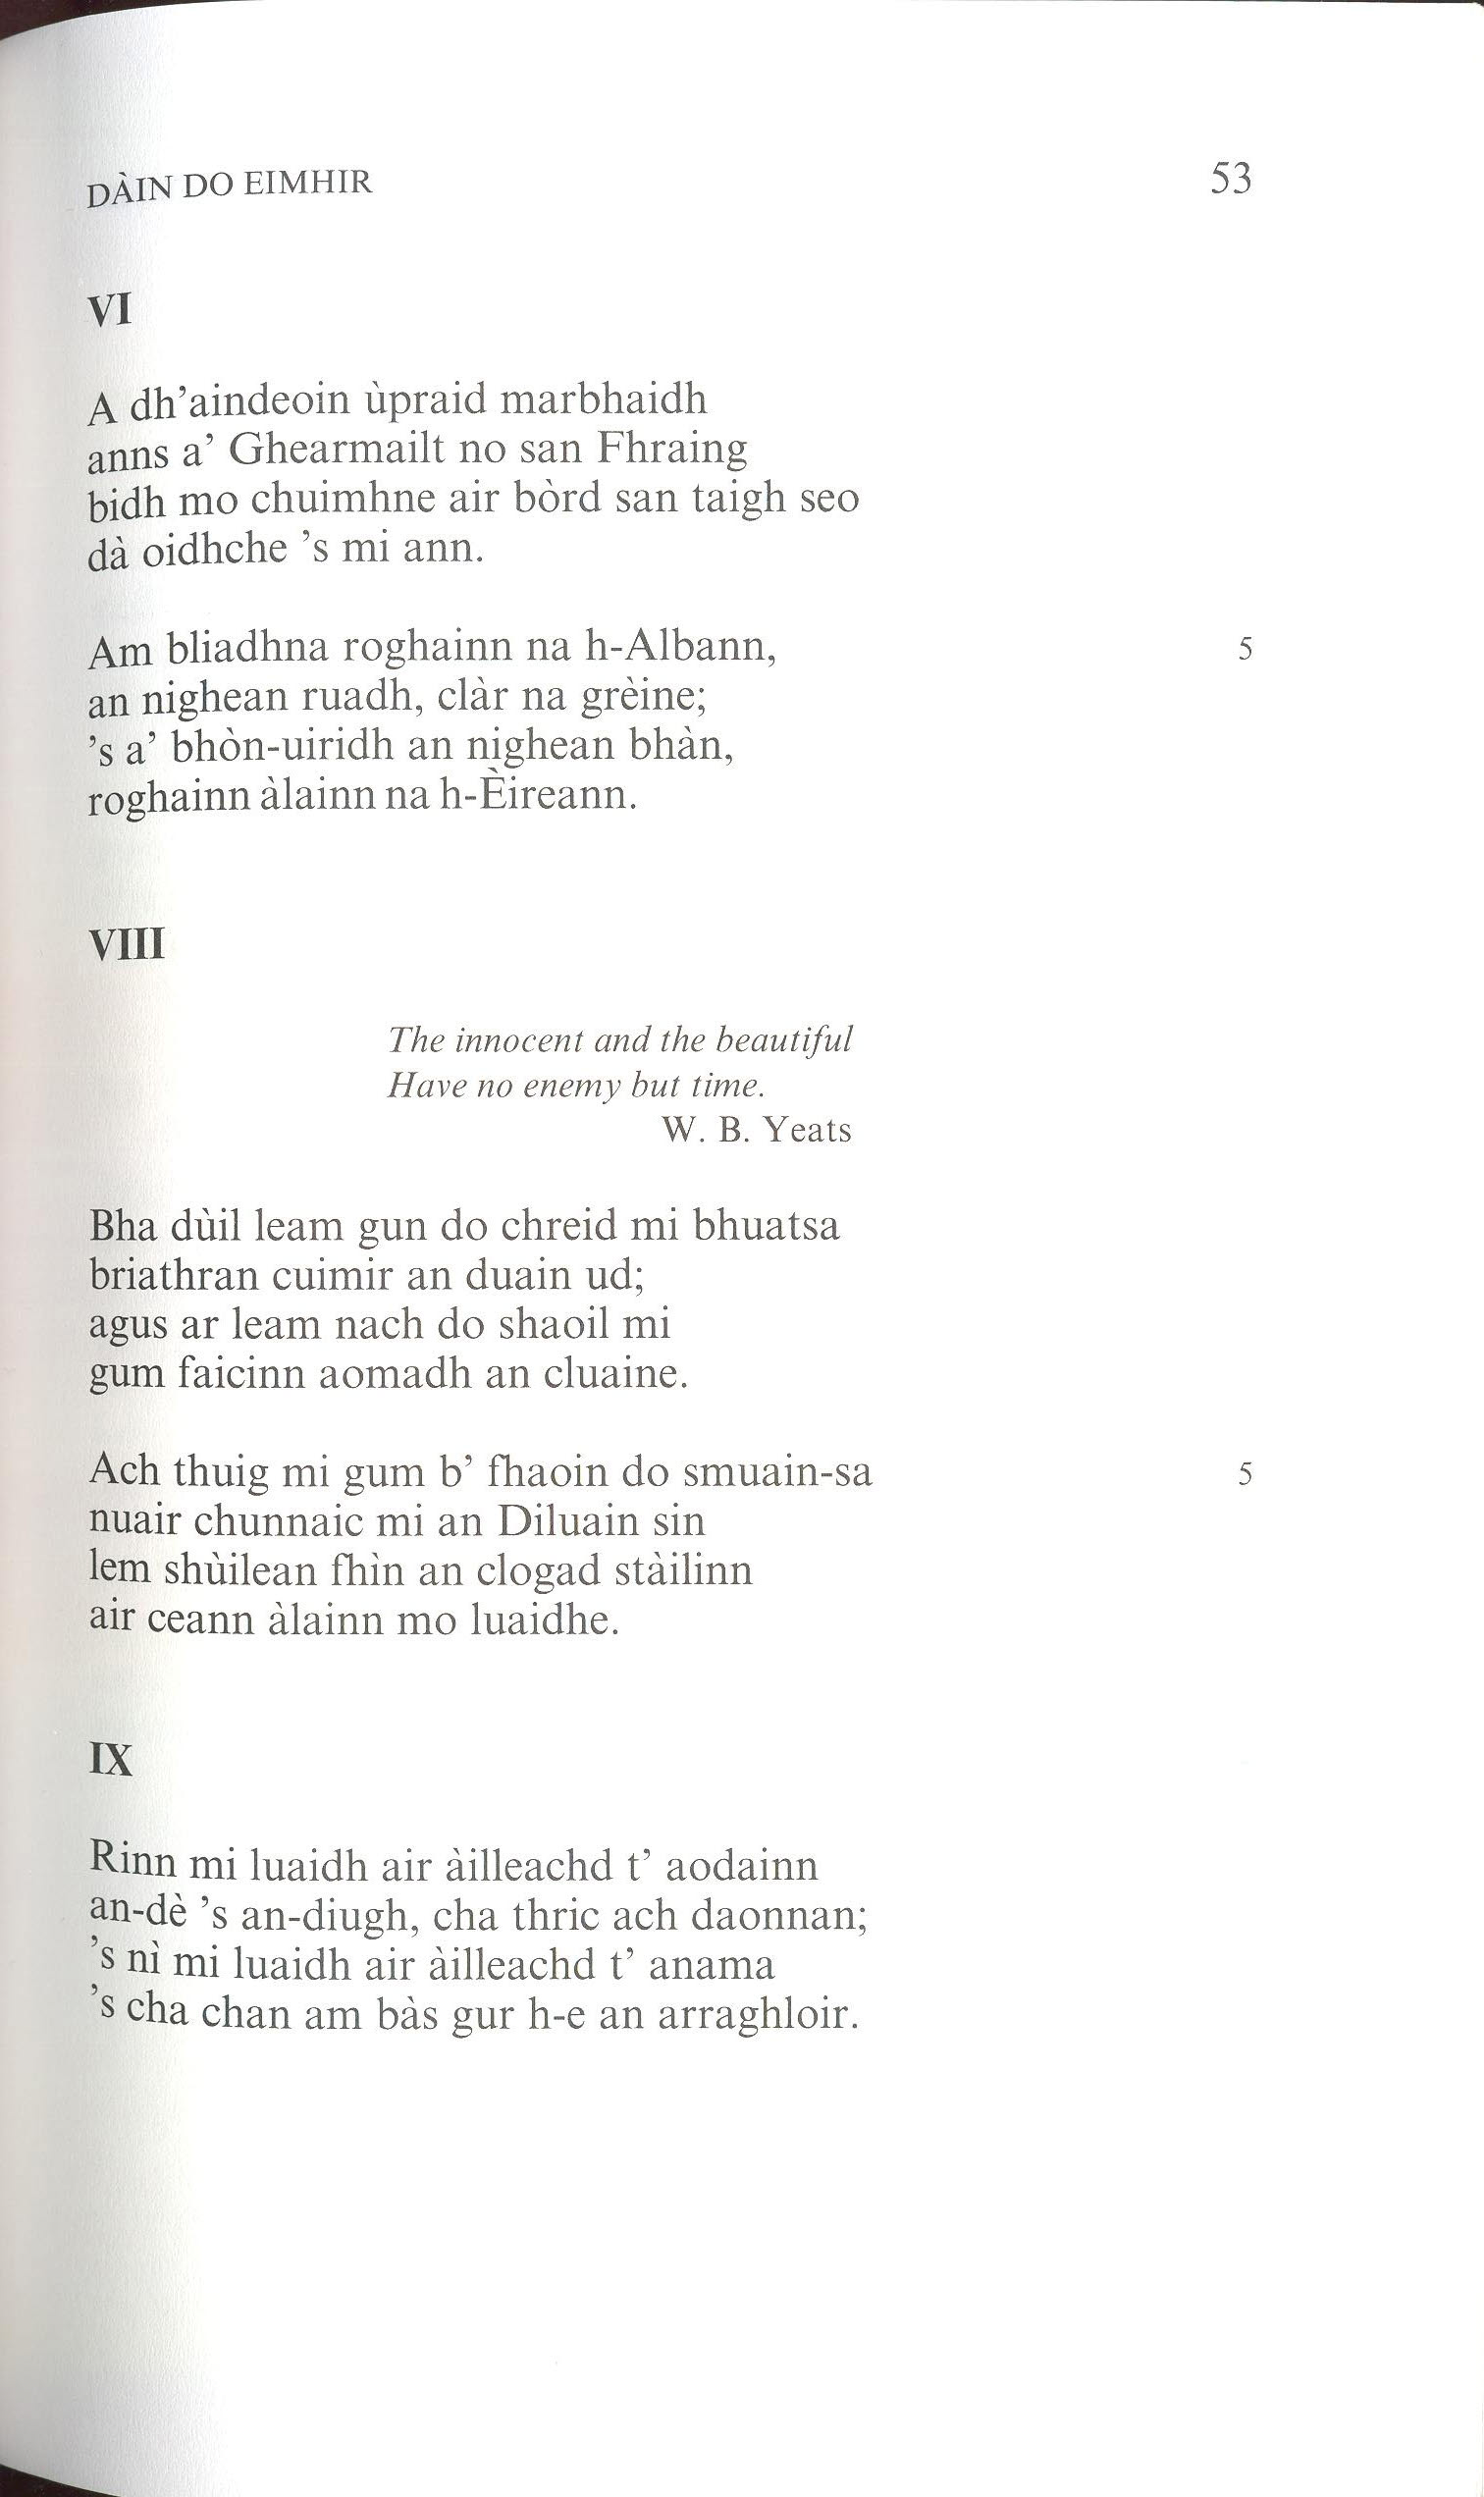 DÀIN DO EIMHIR 53
VI
A dh’aindeoin ùpraid marbhaidh
anns a’ Ghearmailt no san Fhraing
bidh mo chuimhne air bòrd san taigh seo
dà oidhche ’s mi ann.
Am bliadhna roghainn na h-Albann, 5
an nighean ruadh, clàr na grèine;
’s a’ bhòn-uiridh an nighean bhàn,
roghainn àlainn na h-Èireann.
VIII
The innocent and the beautiful
Have no enemy but time.
W. B. Yeats
Bha dùil leam gun do chreid mi bhuatsa
briathran cuimir an duain ud;
agus ar leam nach do shaoil mi
gum faicinn aomadh an cluaine.
Ach thuig mi gum b’ fhaoin do smuain-sa 5
nuair chunnaic mi an Diluain sin
lem shùilean fhìn an clogad stàilinn
air ceann àlainn mo luaidhe.
IX
Rinn mi luaidh air àilleachd t’ aodainn
an-dè ’s an-diugh, cha thric ach daonnan;
’s nì mi luaidh air àilleachd t’ anama
’s cha chan am bàs gur h-e an arraghloir.